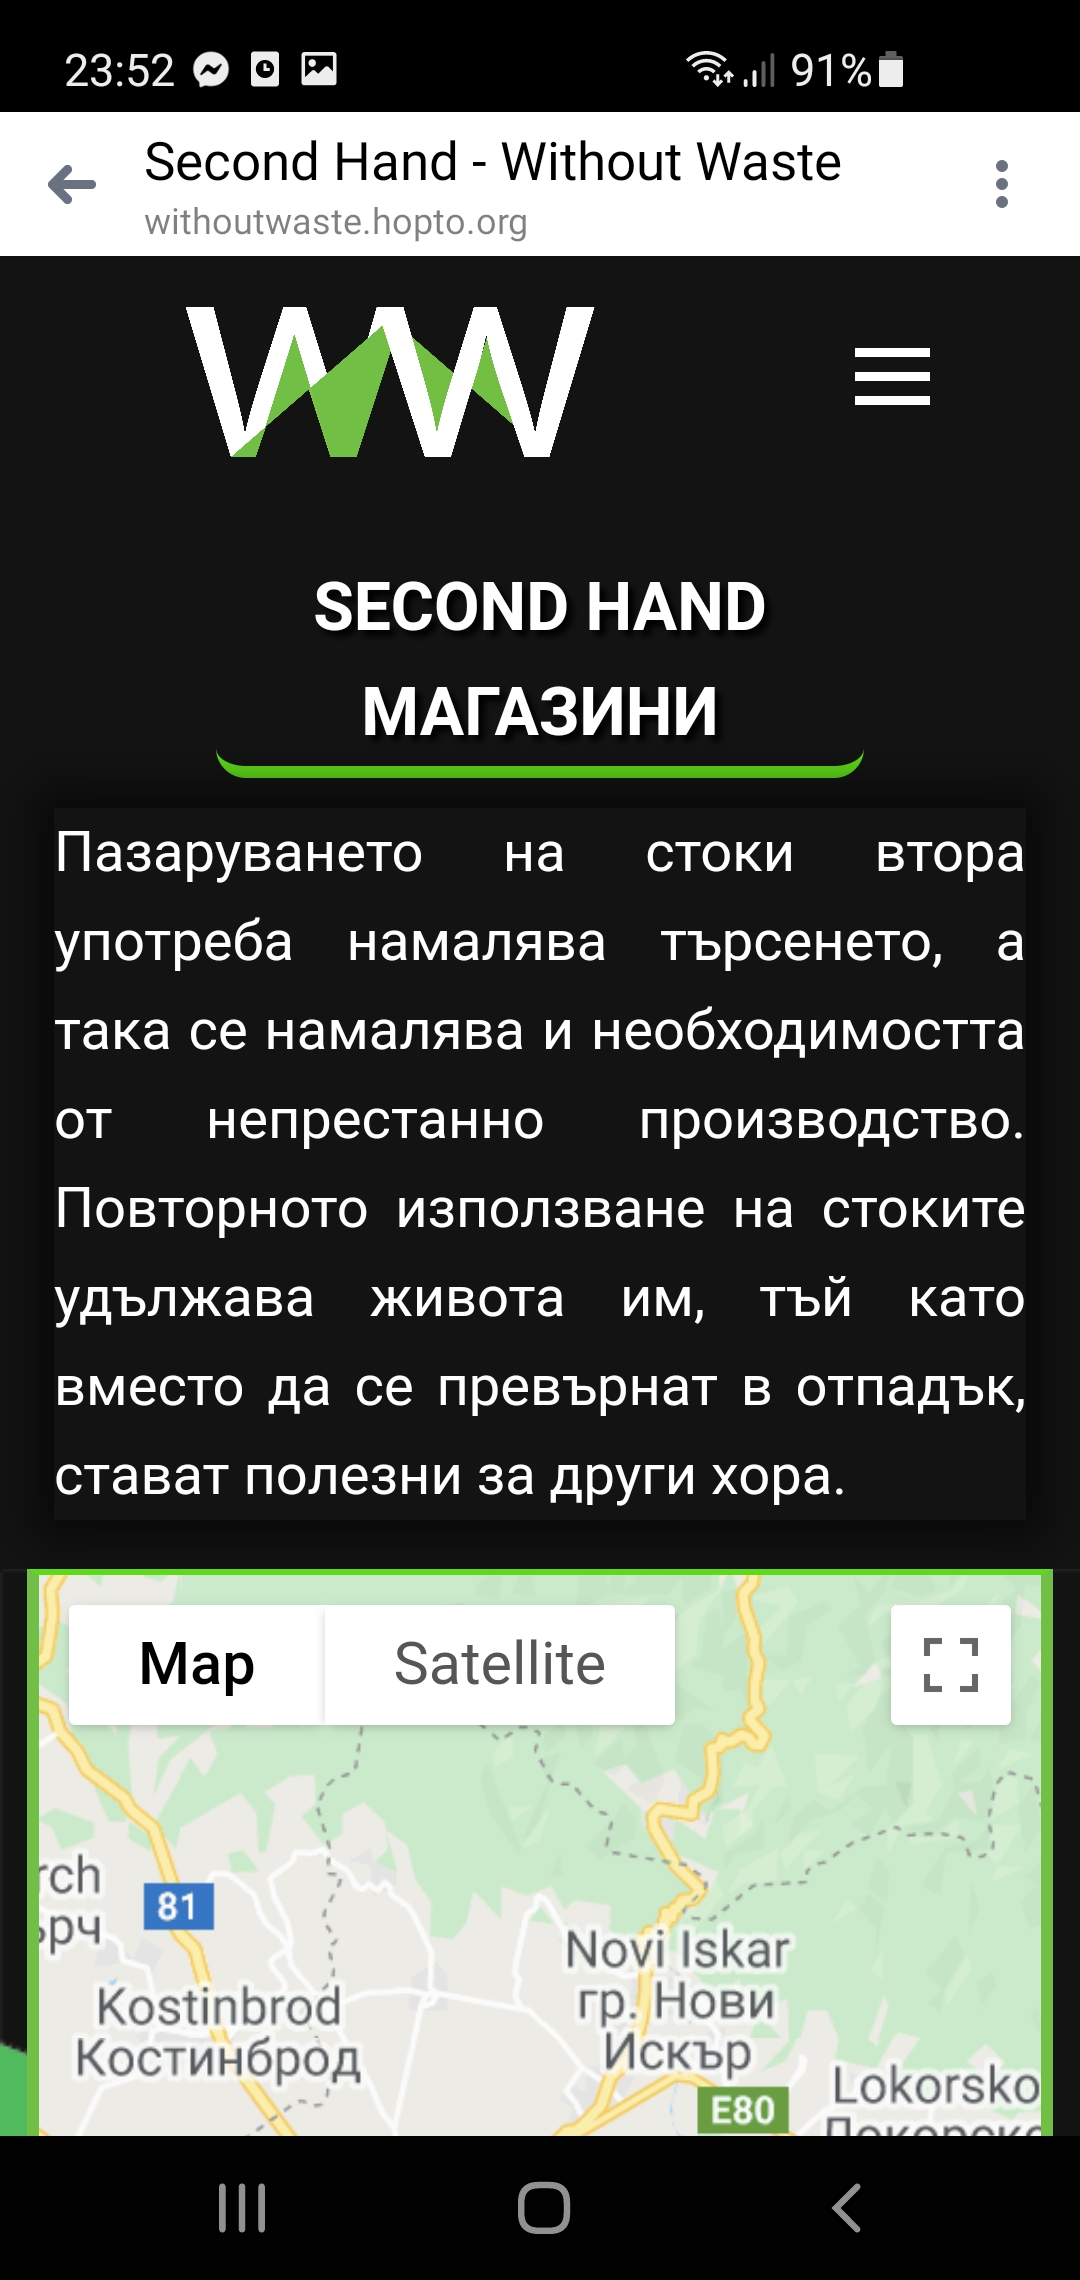 23:52
91%
Second Hand - Without Waste
withoutwaste.hopto.org
WW
SECOND HAND
МАГАЗИНИ
Пазаруването на стоки втора
употреба намалява търсенето, а
така се намалява и необходимостта
от непрестанно производство.
Повторното използване на стоките
удължава живота им, тъй като
вместо да се превърнат в отпадък,
стават полезни за други хора.
Map Satellite
rch
ърч
81
Novi Iskar
гр. Нови
Искър
Kostinbrod
Костинброд
Lokorsko
E80